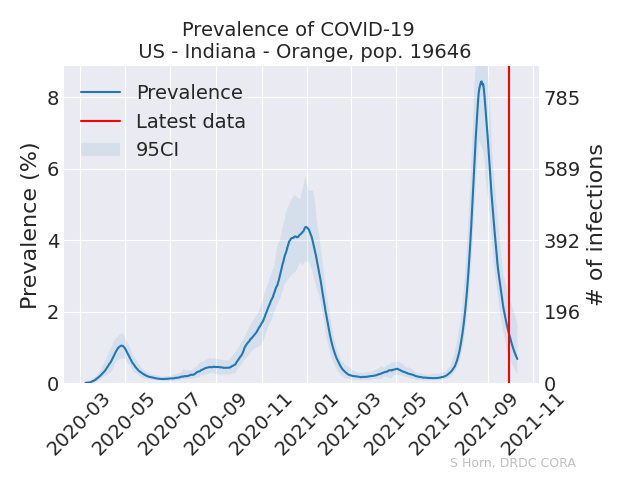 Prevalence of COVID-19
US - Indiana - Orange, pop. 19646
Prevalence
Latest data
95CI
Prevalence (%)
8
6
4
2
0
785
589
392
196
0
# of infections
2020-03
2020-05
2020-07
2020-09
2020-11
2021-01
2021-03
2021-05
2021-07
2021-09
2021-11
S Horn, DRDC CORA